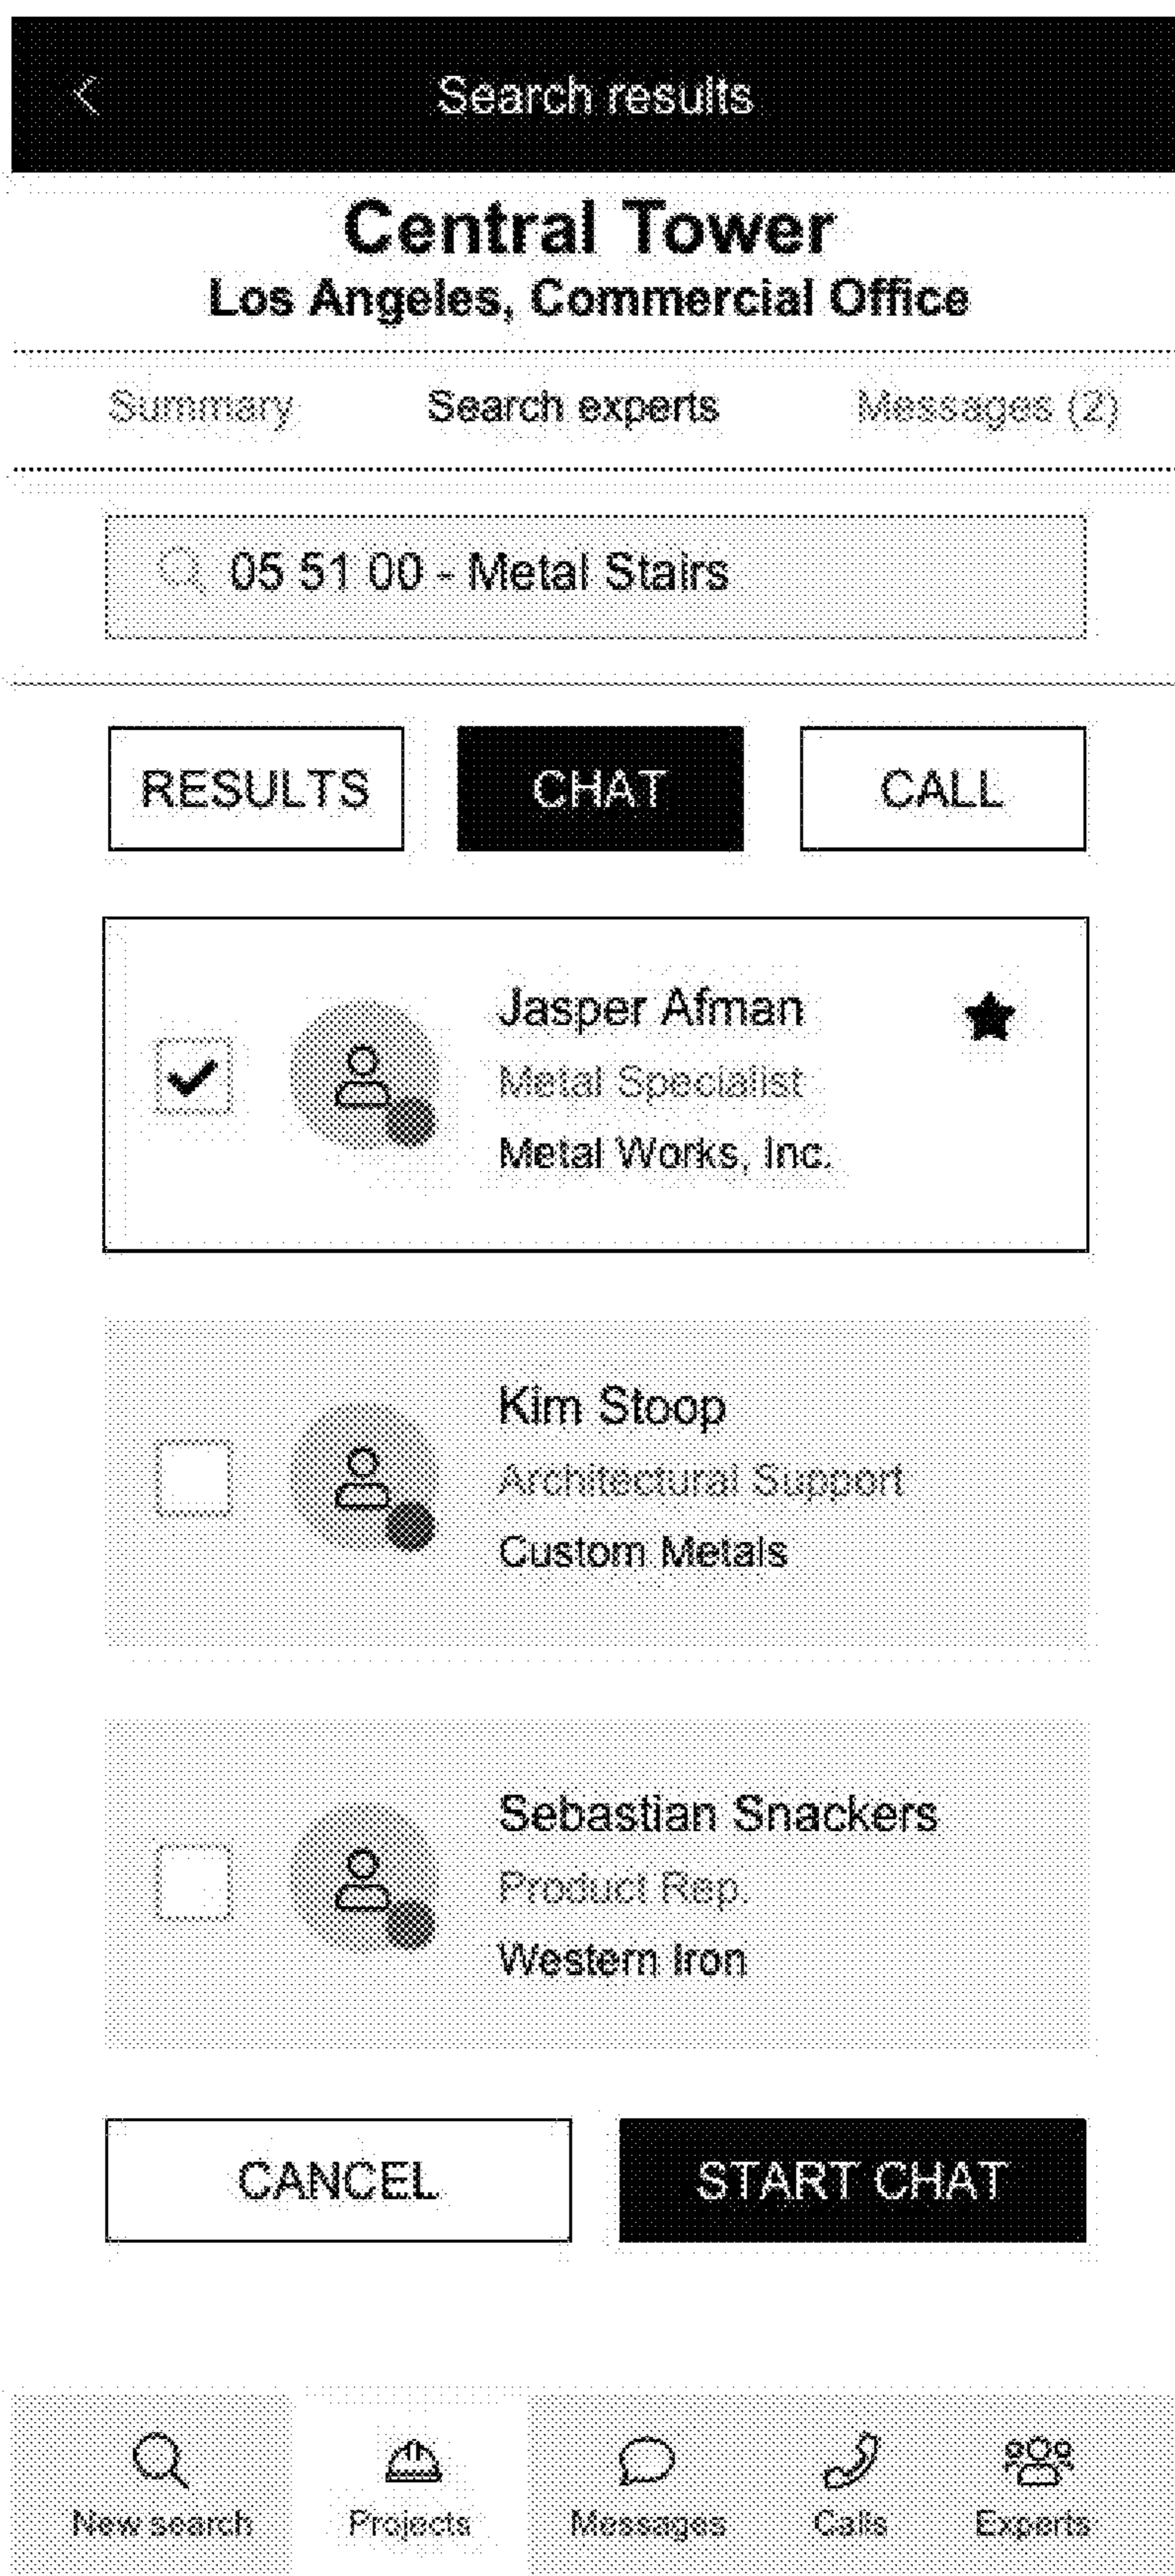 Search results
Central Tower
Los Angeles, Commercial Office
Summary Search experts Messages (2)
05 51 00 - Metal Stairs
RESULTS CHAT CALL
Jasper Afman
Metal Specialist
Metal Works, Inc.
Kim Stoop
Architectural Support
Custom Metals
Sebastian Snackers
Product Rep.
Western Iron
CANCEL START CHAT
New search Projects Messages Calls Experts